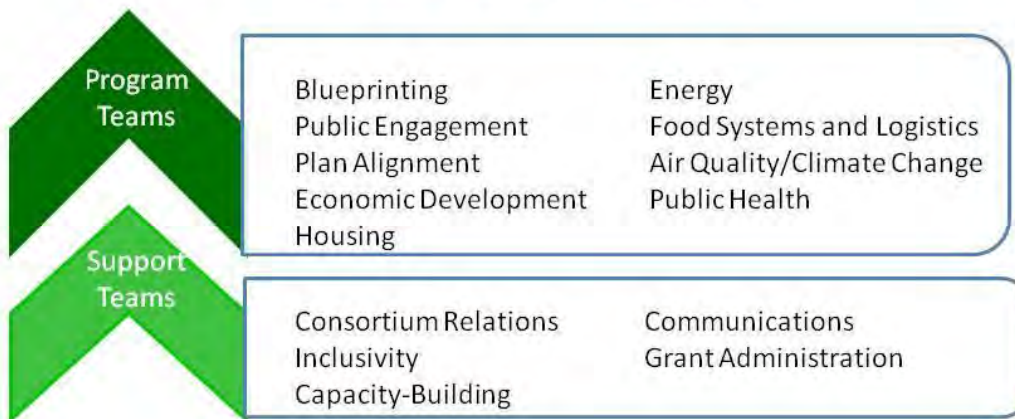 Program
Teams
Blueprinting
Public Engagement
Plan Alignment
Economic Development
Housing
Energy
Food Systems and Logistics
Air Quality/Climate Change
Public Health
Support
Teams
Consortium Relations
Inclusivity
Capacity-Building
Communications
Grant Administration